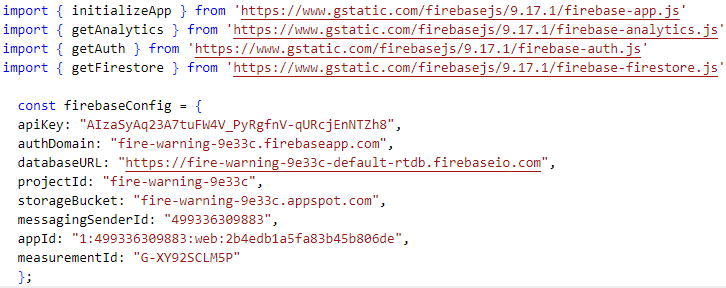 import { initializeApp } from 'https://www.gstatic.com/firebasejs/9.17.1/firebase-app.js'
import { getAnalytics } from 'https://www.gstatic.com/firebasejs/9.17.1/firebase-analytics.js'
import { getAuth } from 'https://www.gstatic.com/firebasejs/9.17.1/firebase-auth.js'
import { getFirestore } from 'https://www.gstatic.com/firebasejs/9.17.1/firebase-firestore.js'
const firebaseConfig = {
apiKey: "AIzaSyAq23A7tuFW4V_PyRgfnV-qURcjEnNTZh8",
authDomain: "fire-warning-9e33c.firebaseapp.com",
databaseURL: "https://fire-warning-9e33c-default-rtdb.firebaseio.com",
projectId: "fire-warning-9e33c",
storageBucket: "fire-warning-9e33c.appspot.com",
messagingSenderId: "499336309883",
appId: "1:499336309883:web:2b4edb1a5fa83b45b806de",
measurementId: "G-XY92SCLM5P"
};